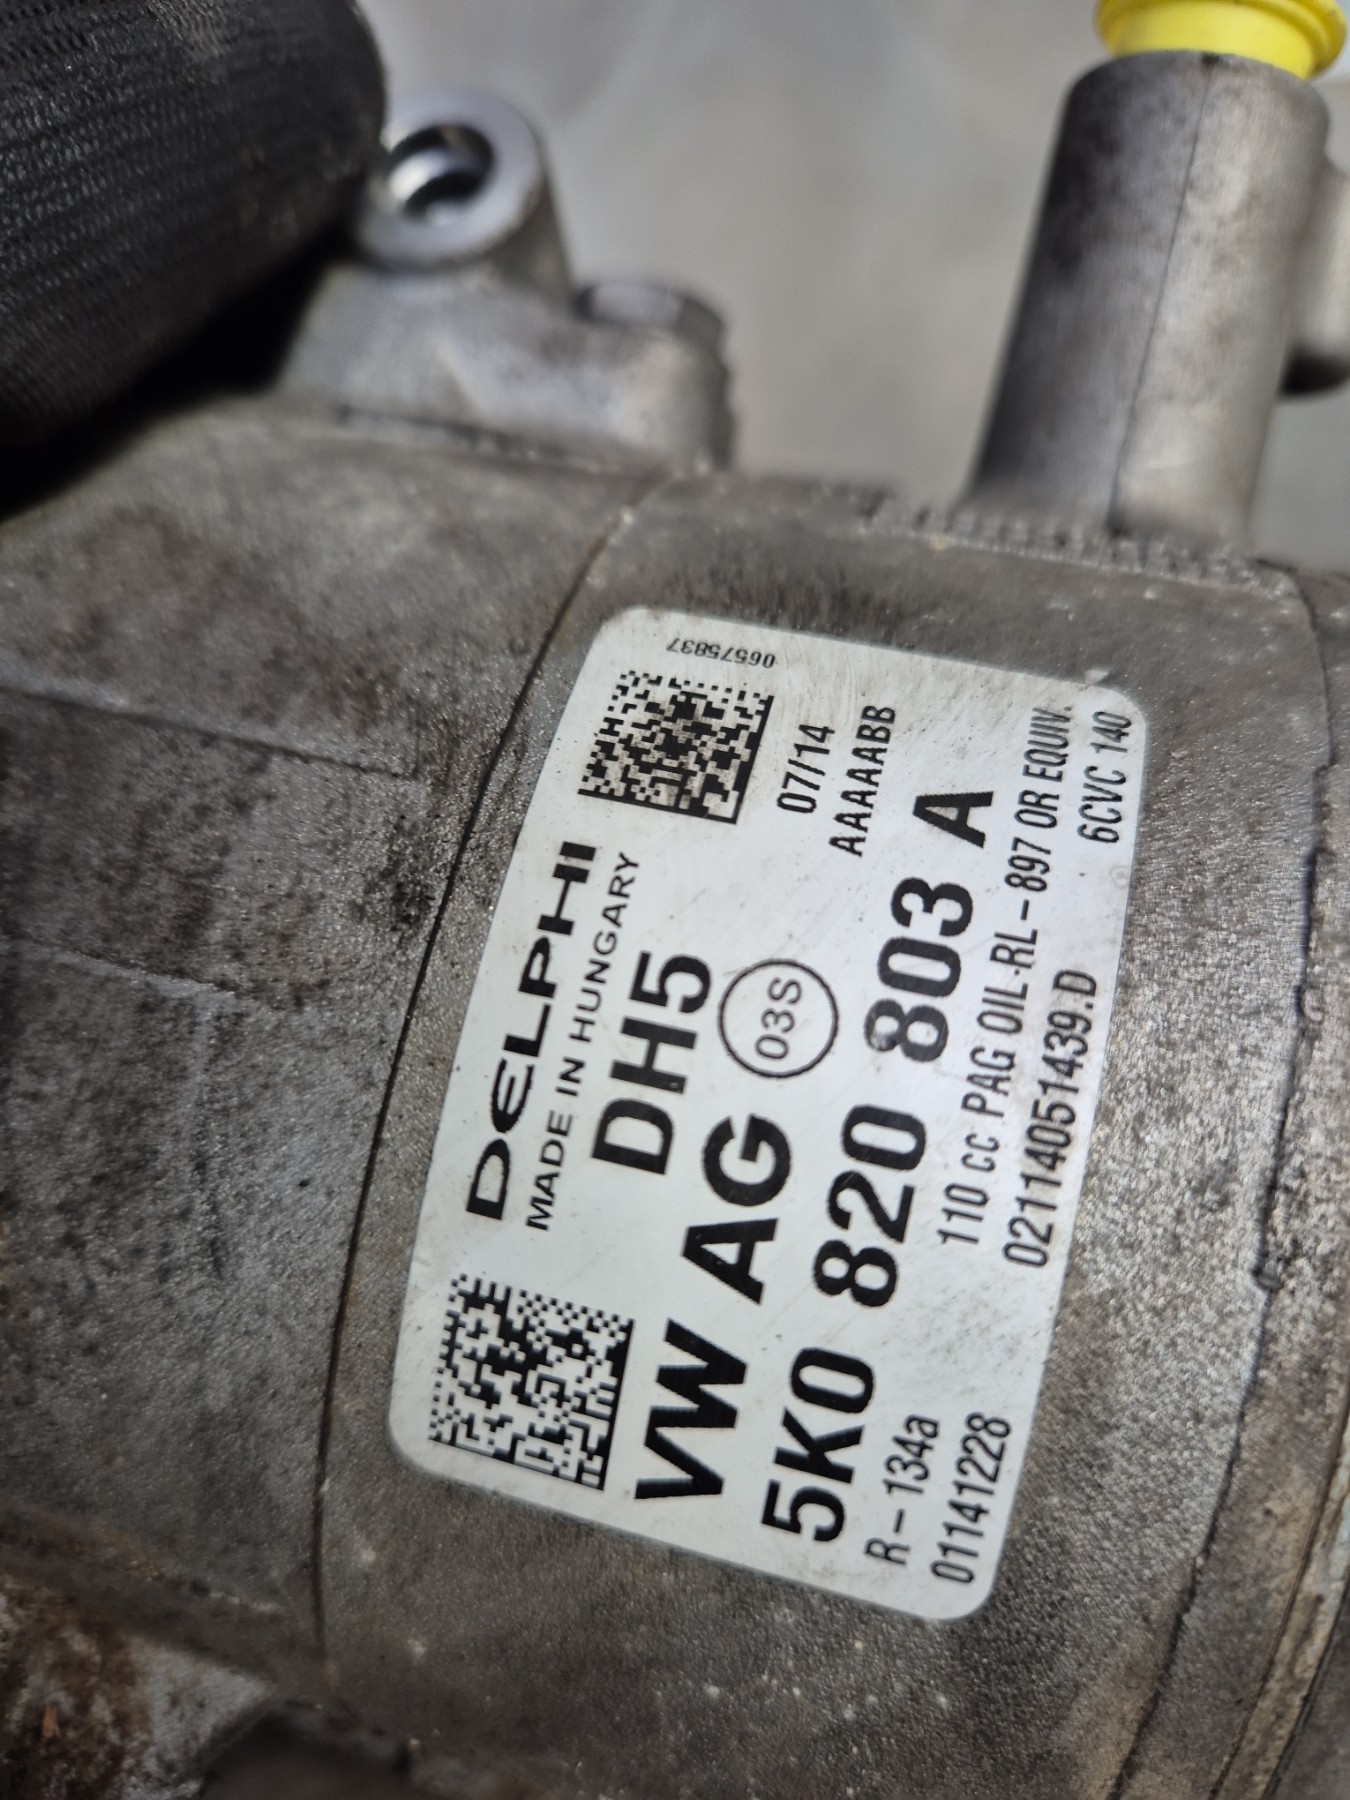 DELPHI
MADE IN HUNGARY
06575837
DH5
07/14
VW AG 03S AAAAABB
5K0 820 803 A
R-134a 110 cc PAG OIL-RL-897 OR EQUIV.
01141228 02114051439.D 6CVC 140